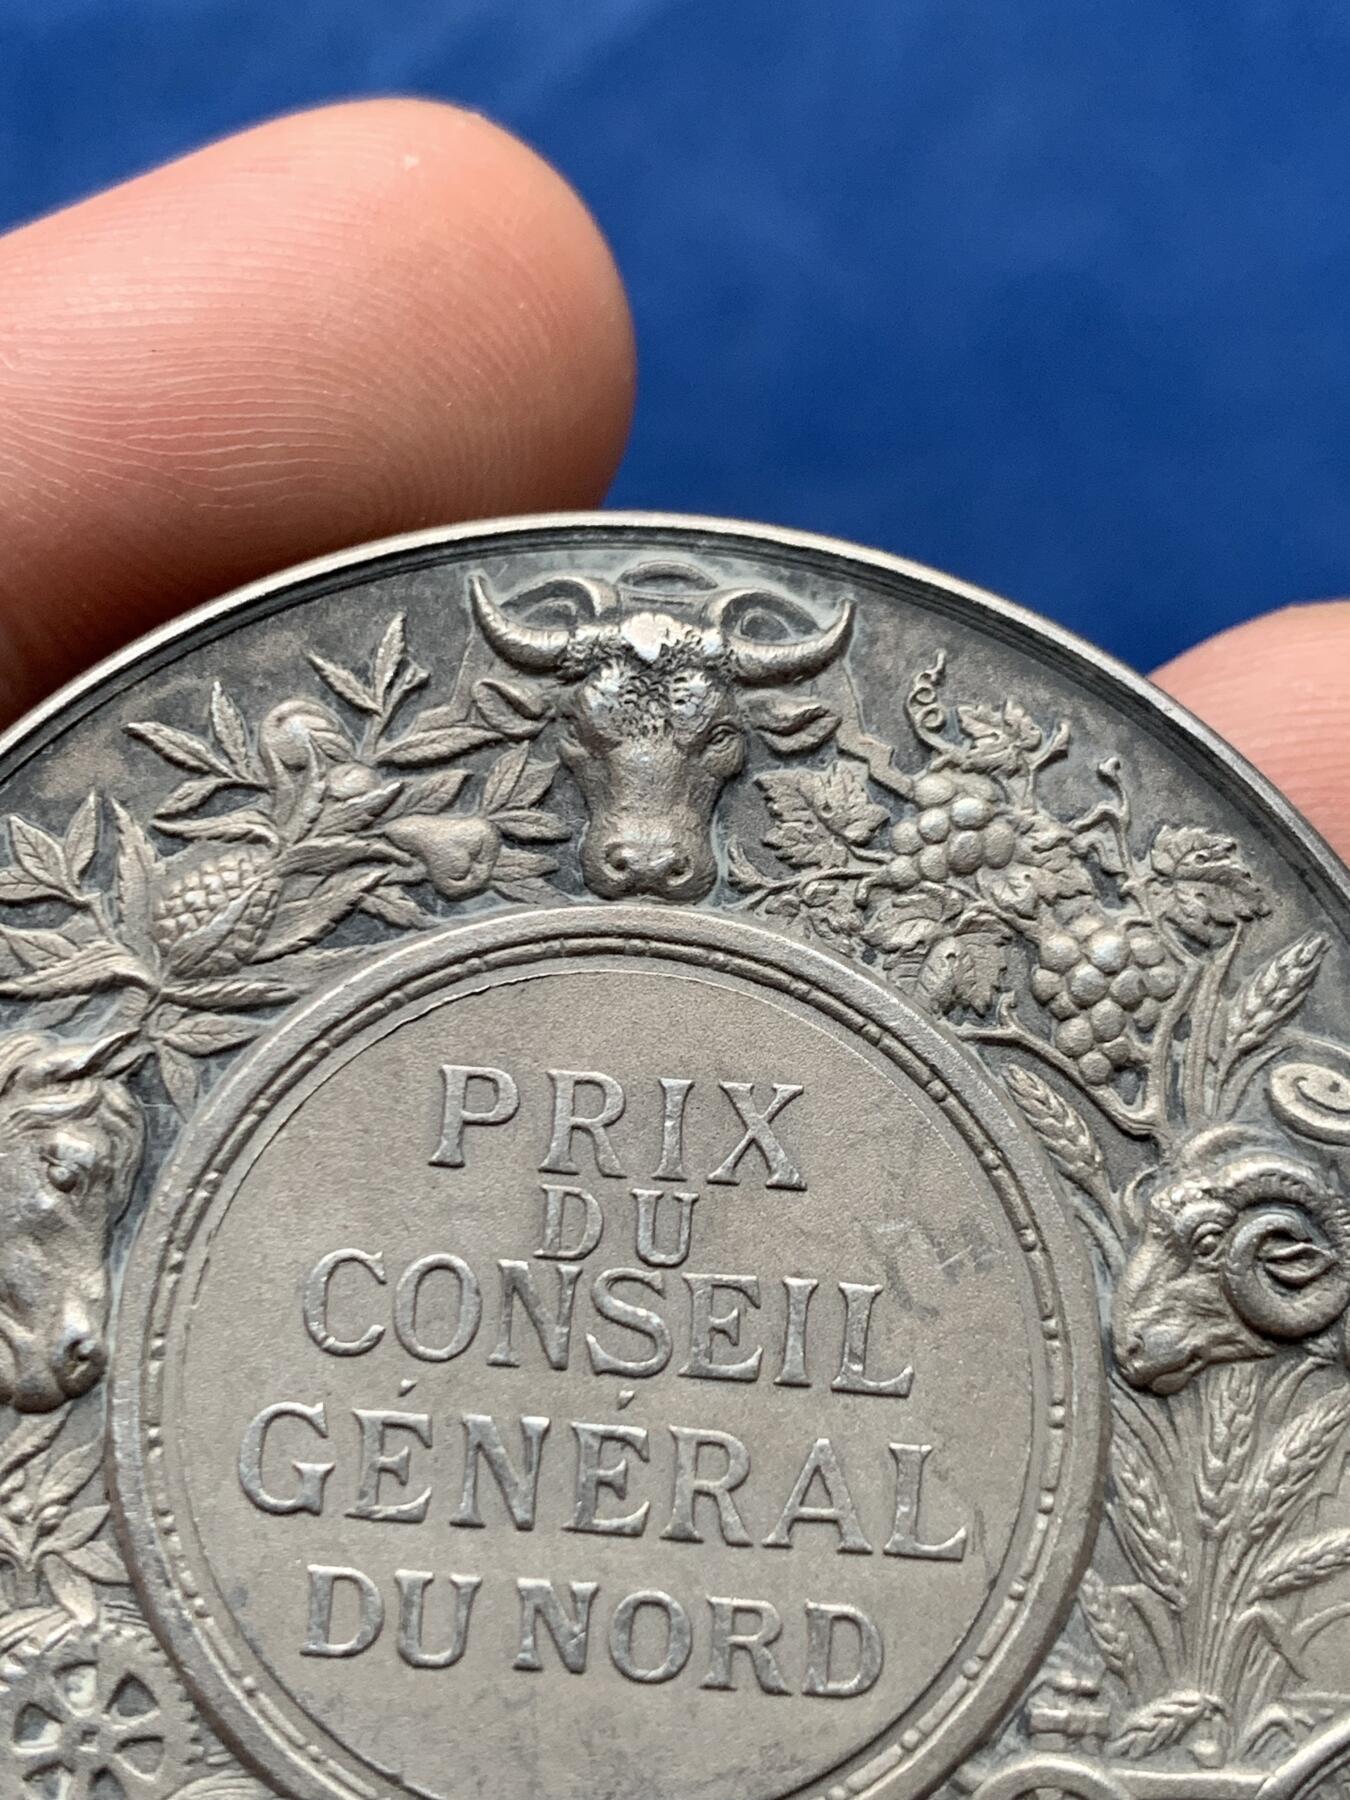 PRIX
DU
CONSEIL
GÉNÉRAL
DU NORD